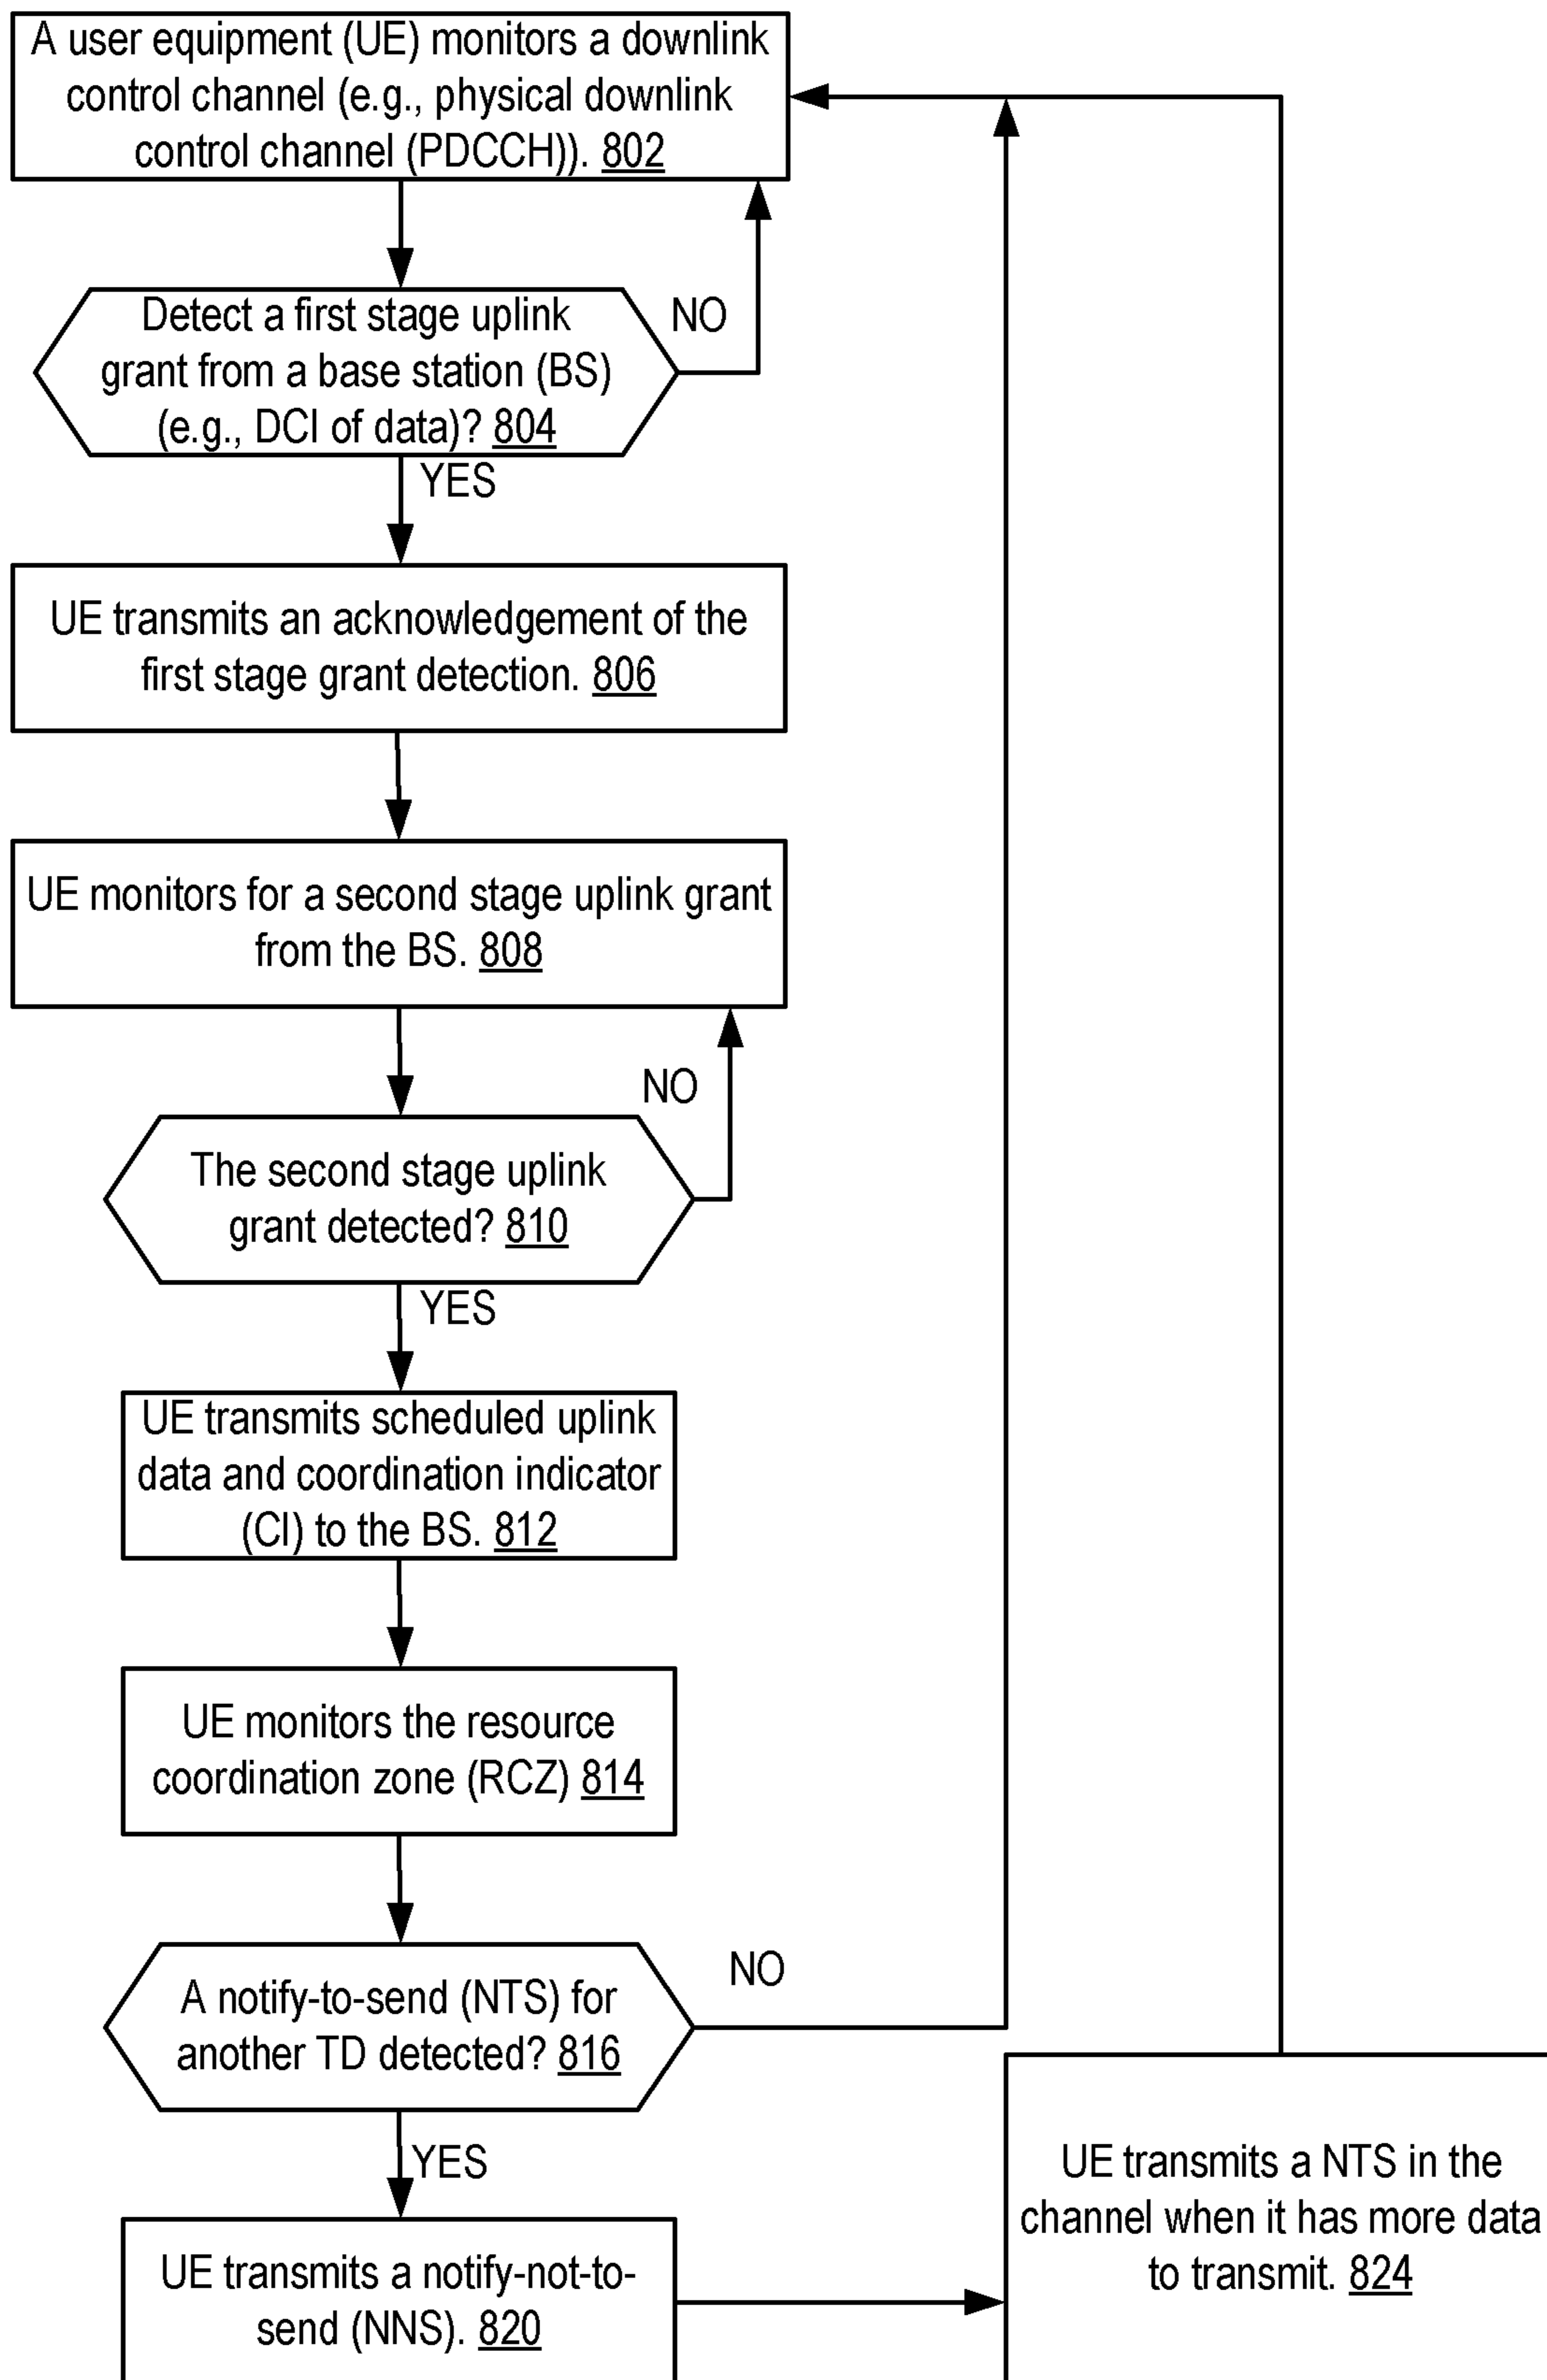 A user equipment (UE) monitors a downlink
control channel (e.g., physical downlink
control channel (PDCCH)). 802
Detect a first stage uplink
grant from a base station (BS)
(e.g., DCI of data)? 804
NO
YES
UE transmits an acknowledgement of the
first stage grant detection. 806
UE monitors for a second stage uplink grant
from the BS. 808
NO
The second stage uplink
grant detected? 810
YES
UE transmits scheduled uplink
data and coordination indicator
(CI) to the BS. 812
UE monitors the resource
coordination zone (RCZ) 814
NO
A notify-to-send (NTS) for
another TD detected? 816
YES
UE transmits a notify-not-to-
send (NNS). 820
UE transmits a NTS in the
channel when it has more data
to transmit. 824